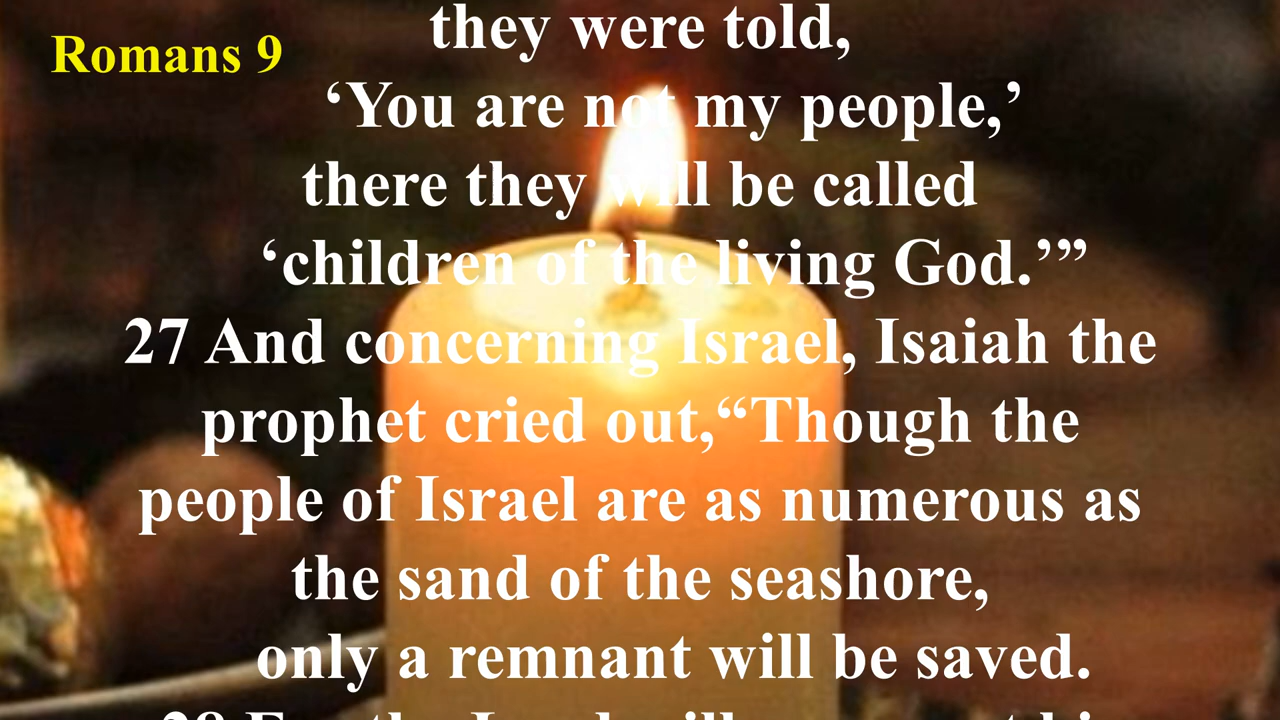 Romans 9
they were told,
‘You are not my people,’
there they will be called
‘children of the living God.’”
27 And concerning Israel, Isaiah the
prophet cried out,“Though the
people of Israel are as numerous as
the sand of the seashore,
only a remnant will be saved.